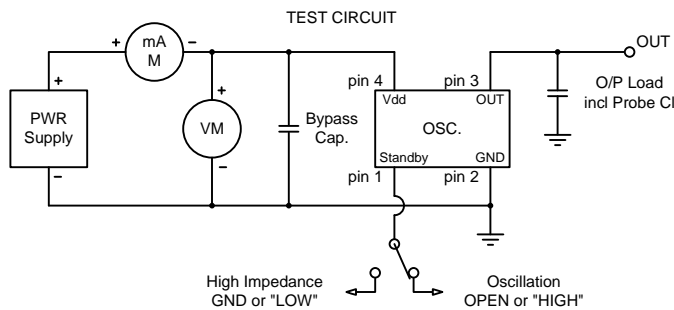 TEST CIRCUIT
+
mA
M
−
OUT
+
PWR
Supply
−
+
VM
−
Bypass
Cap.
pin 4
pin 3
Vdd
OUT
OSC.
Standby
GND
pin 1
pin 2
O/P Load
incl Probe Cl
High Impedance
GND or "LOW"
Oscillation
OPEN or "HIGH"